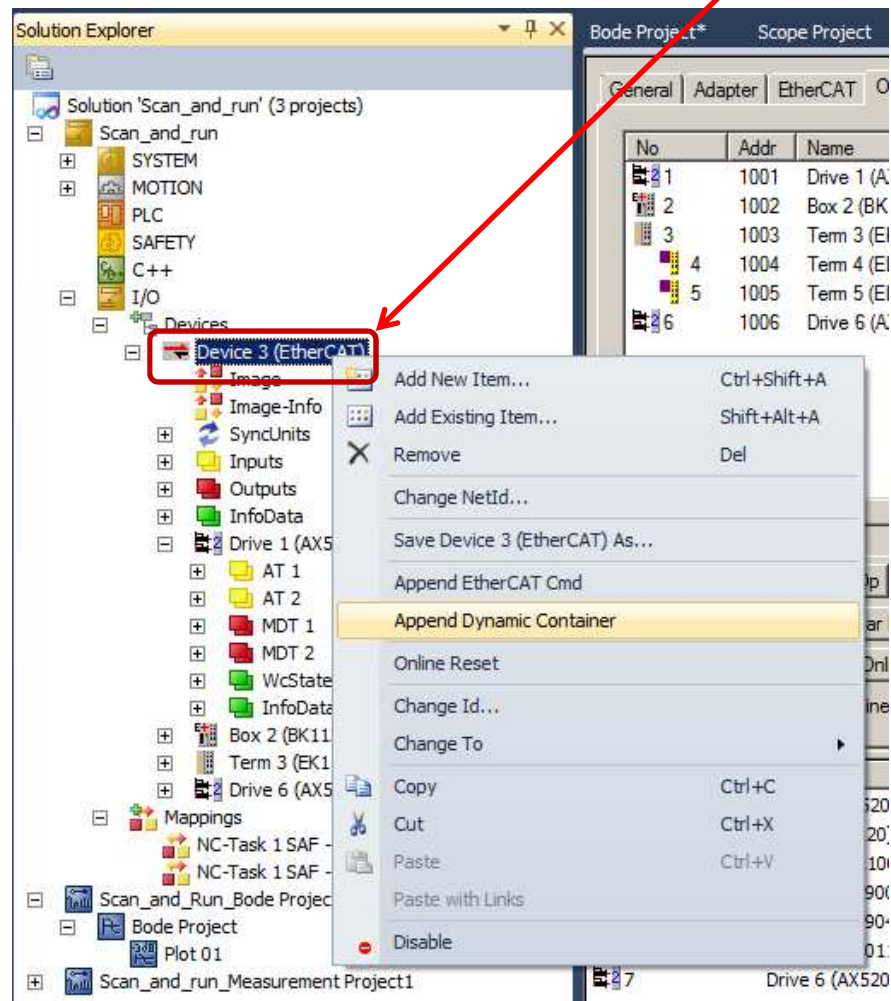 Solution Explorer
Solution 'Scan_and_run' (3 projects)
Scan_and_run
SYSTEM
MOTION
PLC
SAFETY
C++
I/O
Devices
Device 3 (EtherCAT)
Image
Image-Info
SyncUnits
Inputs
Outputs
InfoData
Drive 1 (AX5
AT 1
AT 2
MDT 1
MDT 2
WcState
InfoData
Box 2 (BK11
Term 3 (EK1
Drive 6 (AX5
Mappings
NC-Task 1 SAF -
NC-Task 1 SAF -
Scan_and_Run_Bode Projec
Bode Project
Plot 01
Scan_and_run_Measurement Project1
Add New Item... Ctrl+Shift+A
Add Existing Item... Shift+Alt+A
Remove Del
Change NetId...
Save Device 3 (EtherCAT) As...
Append EtherCAT Cmd
Append Dynamic Container
Online Reset
Change Id...
Change To
Copy Ctrl+C
Cut Ctrl+X
Paste Ctrl+V
Paste with Links
Disable
Bode Project* Scope Project
General Adapter EtherCAT O
No Addr Name
1 1001 Drive 1 (A
2 1002 Box 2 (BK
3 1003 Term 3 (E
4 1004 Term 4 (E
5 1005 Term 5 (E
6 1006 Drive 6 (A
7 Drive 6 (AX520